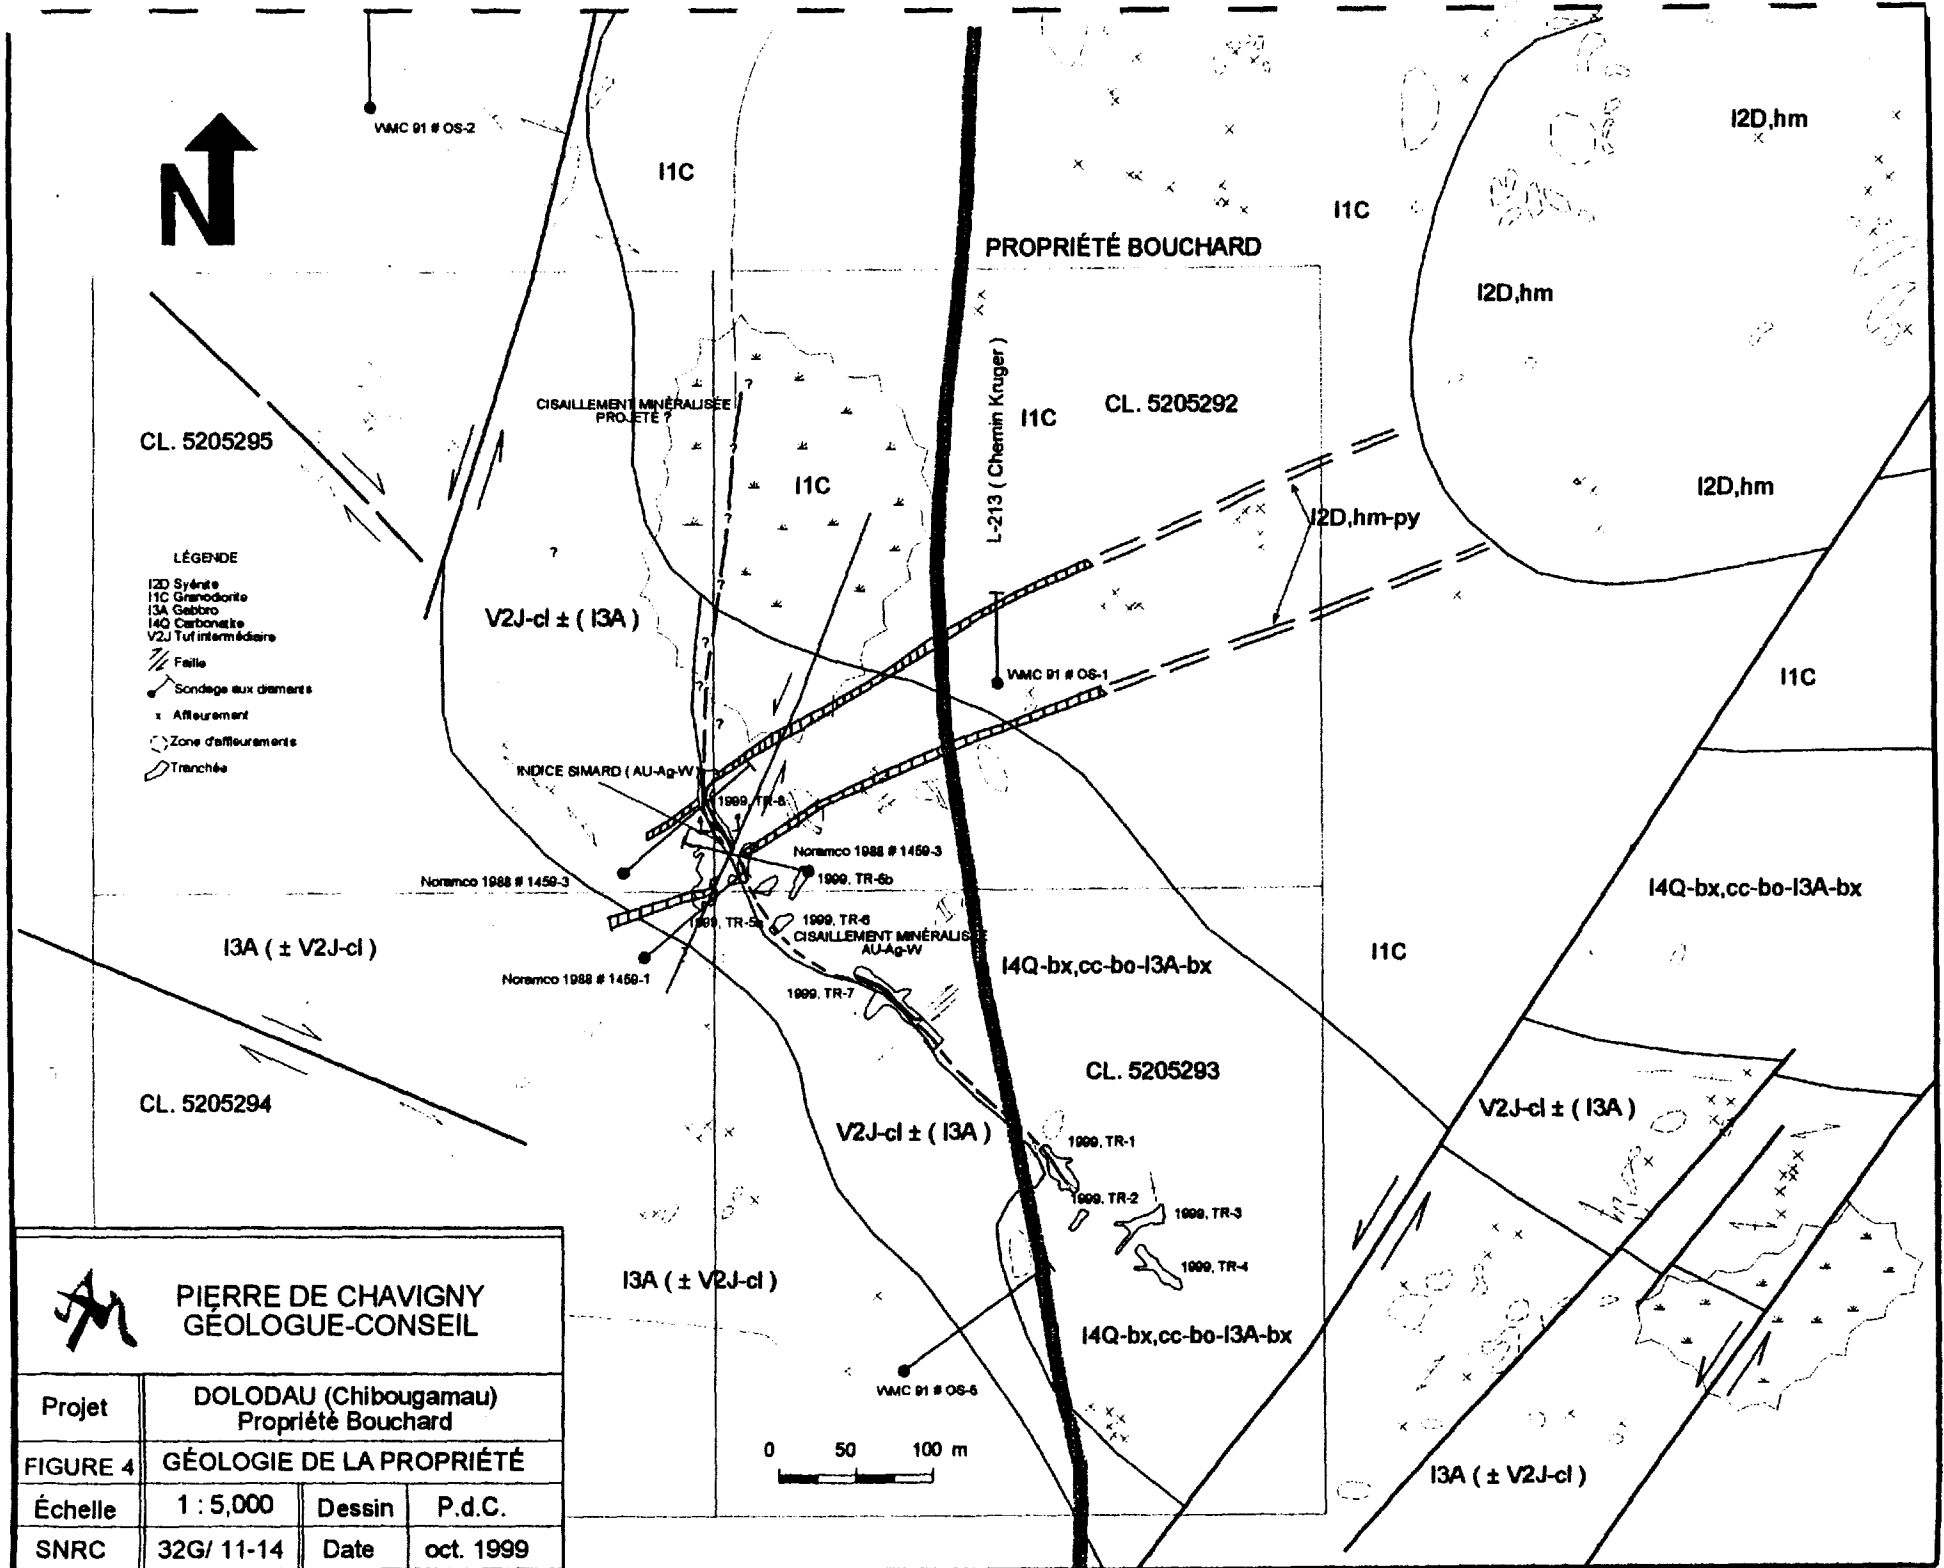 WMC 91 # OS-2
N
I1C
I2D,hm
I1C
PROPRIÉTÉ BOUCHARD
I2D,hm
CISAILLEMENT MINÉRALISÉE
PROJETÉ ?
?
L-213 ( Chemin Kruger )
I1C
CL. 5205292
CL. 5205295
?
I1C
I2D,hm
?
I2D,hm-py
?
LÉGENDE
I2D Syénite
I1C Granodiorite
I3A Gabbro
I4Q Carbonatite
V2J Tuf intermédiaire
Faille
Sondage aux diamants
x Affleurement
Zone d'affleurements
Tranchée
?
V2J-cl ± ( I3A )
?
?
?
WMC 91 # OS-1
I1C
INDICE SIMARD ( AU-Ag-W )
1999, TR-8
Noramco 1988 # 1459-3
Noramco 1988 # 1459-3
1999, TR-6b
I4Q-bx,cc-bo-I3A-bx
1999, TR-5a
1999, TR-6
CISAILLEMENT MINÉRALISÉE
AU-Ag-W
I3A ( ± V2J-cl )
I1C
I4Q-bx,cc-bo-I3A-bx
Noramco 1988 # 1459-1
1999, TR-7
CL. 5205293
CL. 5205294
V2J-cl ± ( I3A )
V2J-cl ± ( I3A )
1999, TR-1
1999, TR-2
1999, TR-3
1999, TR-4
I3A ( ± V2J-cl )
I4Q-bx,cc-bo-I3A-bx
WMC 91 # OS-5
0 50 100 m
I3A ( ± V2J-cl )
PIERRE DE CHAVIGNY
GÉOLOGUE-CONSEIL
Projet
DOLODAU (Chibougamau)
Propriété Bouchard
FIGURE 4 GÉOLOGIE DE LA PROPRIÉTÉ
Échelle 1 : 5,000 Dessin P.d.C.
SNRC 32G/ 11-14 Date oct. 1999